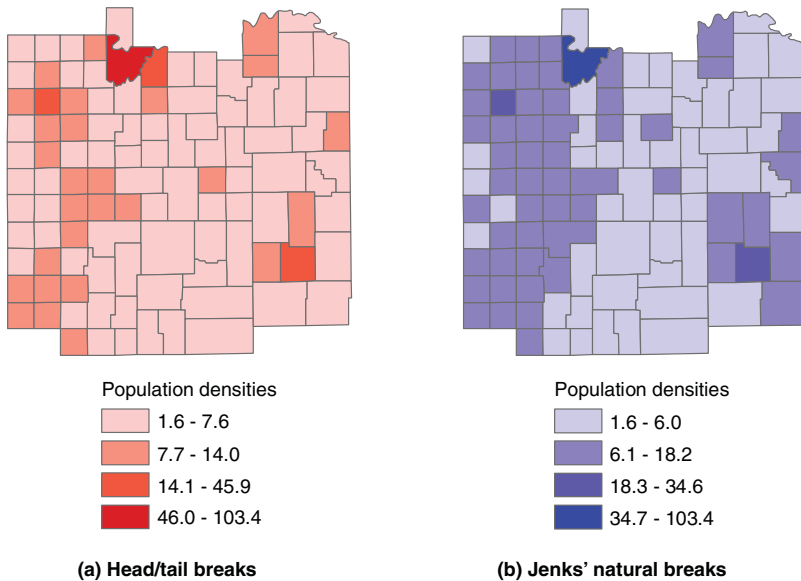 Population densities
1.6 - 7.6
7.7 - 14.0
14.1 - 45.9
46.0 - 103.4
(a) Head/tail breaks
Population densities
1.6 - 6.0
6.1 - 18.2
18.3 - 34.6
34.7 - 103.4
(b) Jenks’ natural breaks